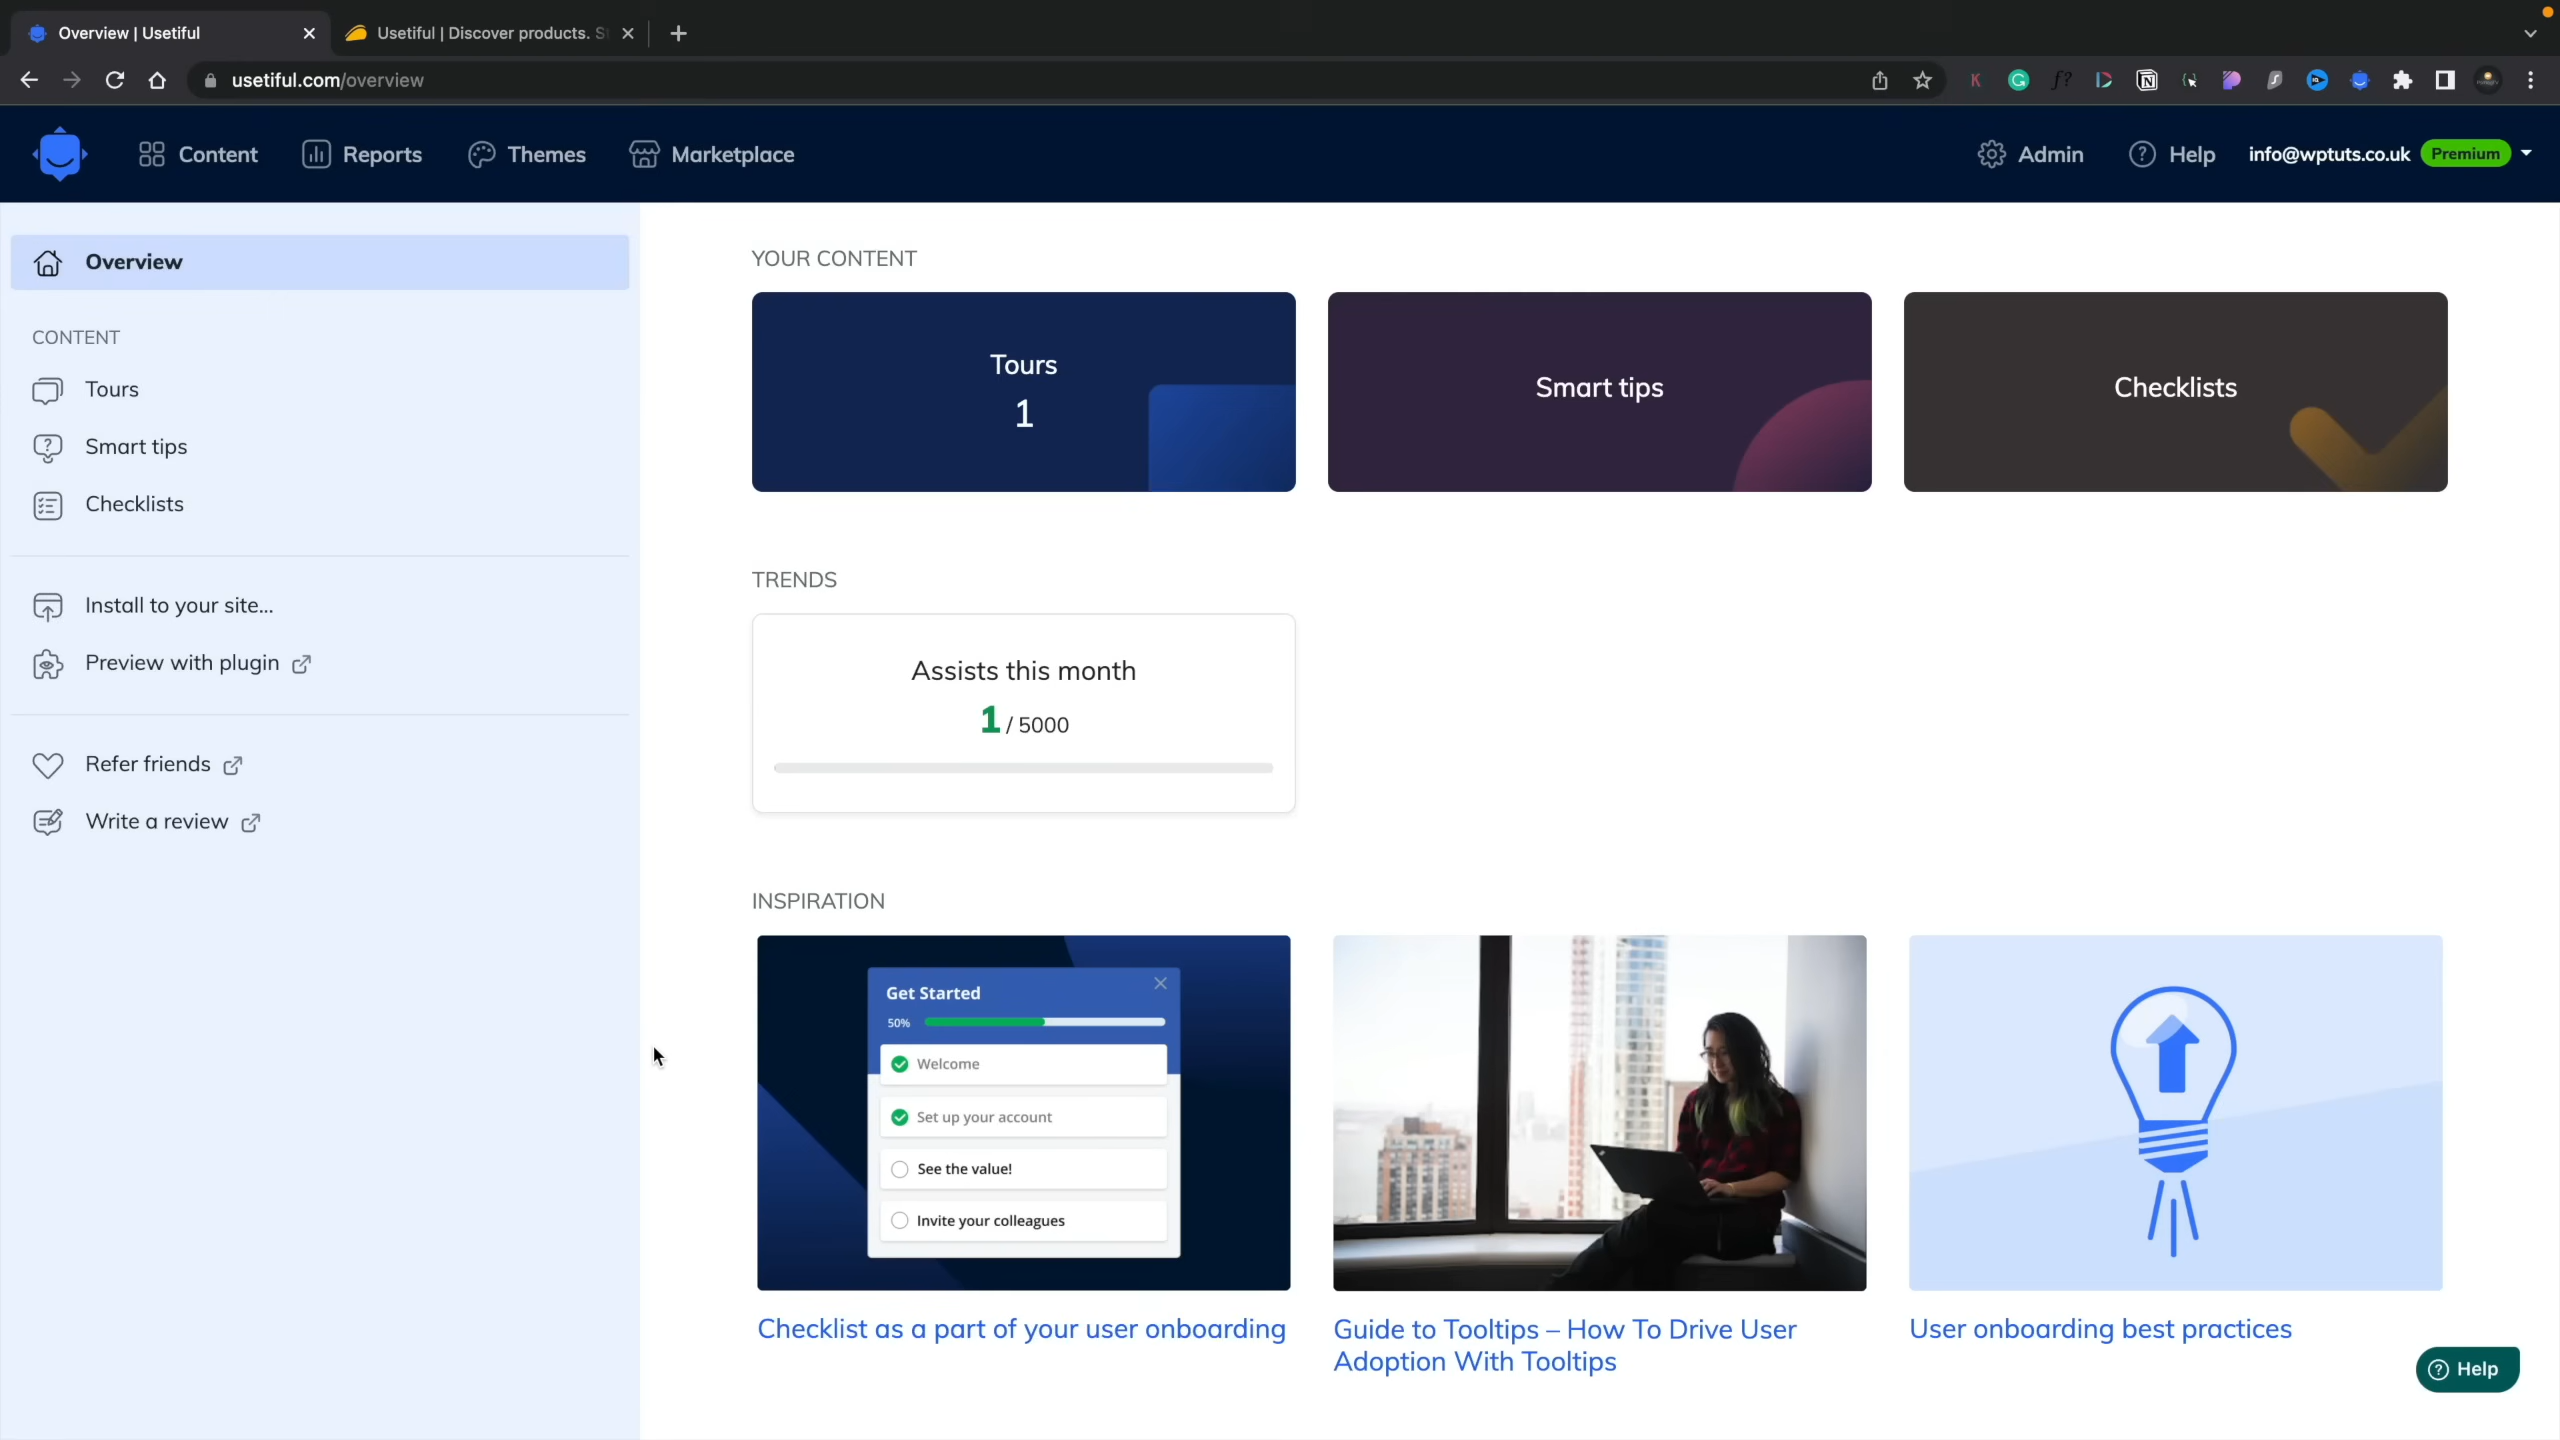 Overview | Usetiful
Usetiful | Discover products. S
usetiful.com/overview
Content
Reports
Themes
Marketplace
Admin
Help
info@wptuts.co.uk
Premium
Overview
CONTENT
Tours
Smart tips
Checklists
Install to your site...
Preview with plugin
Refer friends
Write a review
YOUR CONTENT
Tours
1
Smart tips
Checklists
TRENDS
Assists this month
1 / 5000
INSPIRATION
Get Started
50%
Welcome
Set up your account
See the value!
Invite your colleagues
Checklist as a part of your user onboarding
Guide to Tooltips – How To Drive User
Adoption With Tooltips
User onboarding best practices
Help